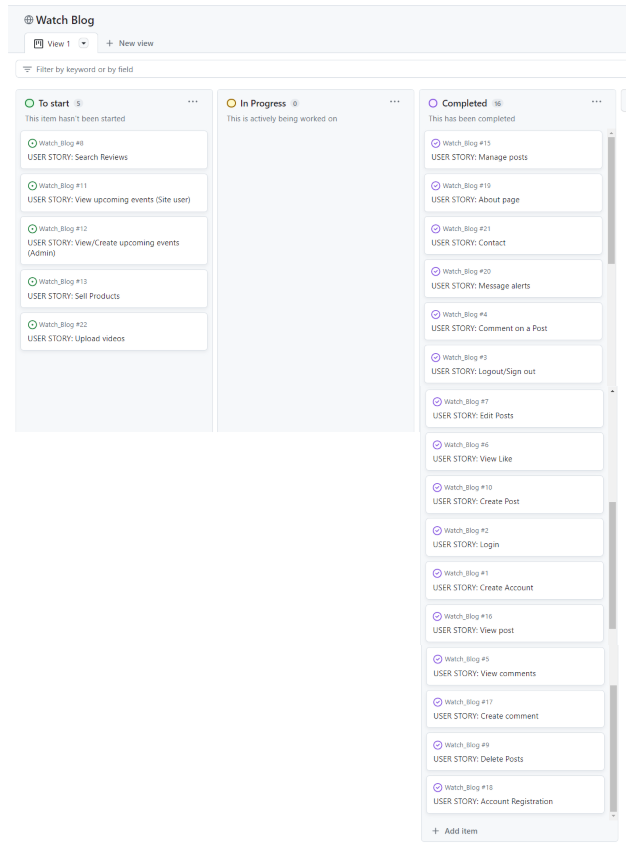 Watch Blog
View 1
New view
Filter by keyword or by field
To start 5
This item hasn't been started
Watch_Blog #8
USER STORY: Search Reviews
Watch_Blog #11
USER STORY: View upcoming events (Site user)
Watch_Blog #12
USER STORY: View/Create upcoming events
(Admin)
Watch_Blog #13
USER STORY: Sell Products
Watch_Blog #22
USER STORY: Upload videos
In Progress 0
This is actively being worked on
Completed 16
This has been completed
Watch_Blog #15
USER STORY: Manage posts
Watch_Blog #19
USER STORY: About page
Watch_Blog #21
USER STORY: Contact
Watch_Blog #20
USER STORY: Message alerts
Watch_Blog #4
USER STORY: Comment on a Post
Watch_Blog #3
USER STORY: Logout/Sign out
Watch_Blog #7
USER STORY: Edit Posts
Watch_Blog #6
USER STORY: View Like
Watch_Blog #10
USER STORY: Create Post
Watch_Blog #2
USER STORY: Login
Watch_Blog #1
USER STORY: Create Account
Watch_Blog #16
USER STORY: View post
Watch_Blog #5
USER STORY: View comments
Watch_Blog #17
USER STORY: Create comment
Watch_Blog #9
USER STORY: Delete Posts
Watch_Blog #18
USER STORY: Account Registration
Add item